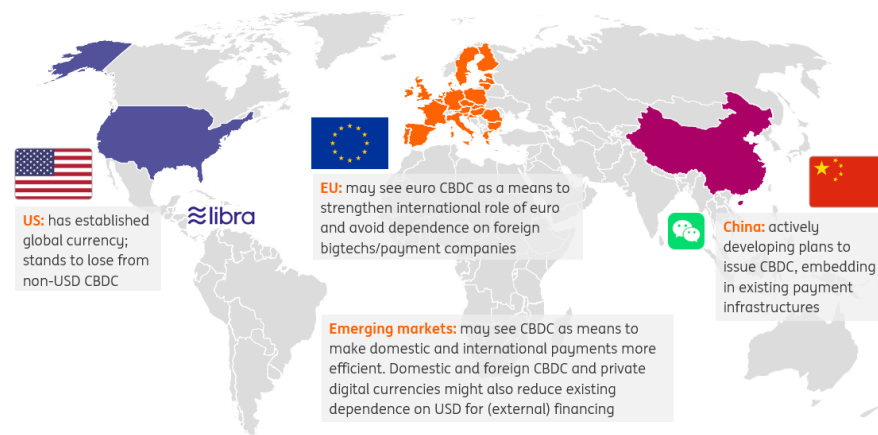 US: has established
global currency;
stands to lose from
non-USD CBDC
libra
EU: may see euro CBDC as a means to
strengthen international role of euro
and avoid dependence on foreign
bigtechs/payment companies
China: actively
developing plans to
issue CBDC, embedding
in existing payment
infrastructures
Emerging markets: may see CBDC as means to
make domestic and international payments more
efficient. Domestic and foreign CBDC and private
digital currencies might also reduce existing
dependence on USD for (external) financing